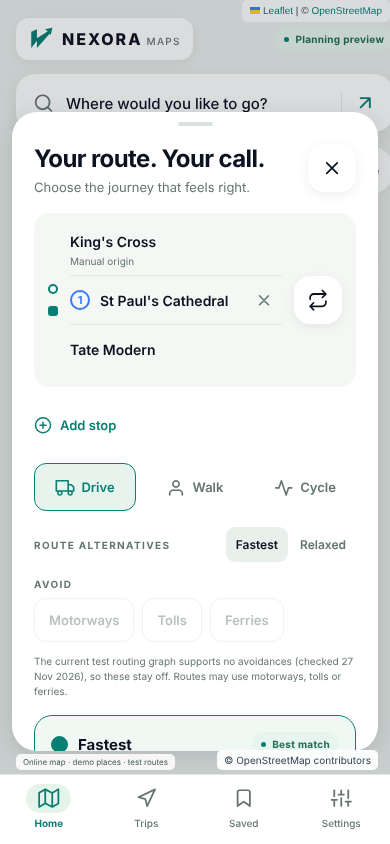 Leaflet | © OpenStreetMap
NEXORA MAPS
Planning preview
Where would you like to go?
Your route. Your call.
Choose the journey that feels right.
King's Cross
Manual origin
1 St Paul's Cathedral
Tate Modern
Add stop
Drive Walk Cycle
ROUTE ALTERNATIVES Fastest Relaxed
AVOID
Motorways Tolls Ferries
The current test routing graph supports no avoidances (checked 27
Nov 2026), so these stay off. Routes may use motorways, tolls or
ferries.
Fastest Best match
Online map · demo places · test routes
© OpenStreetMap contributors
Home Trips Saved Settings